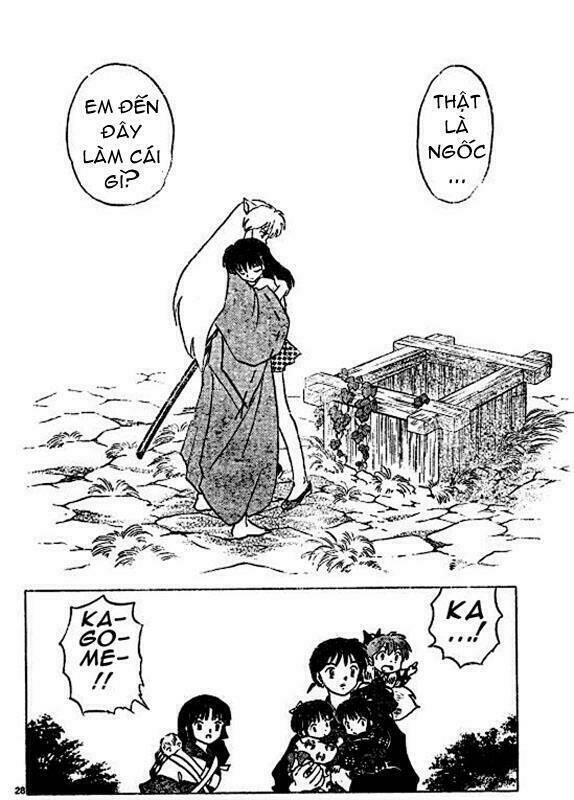 THẬT
LÀ
NGỐC
...
EM ĐẾN
ĐÂY
LÀM CÁI
GÌ?
KA
...!
KA-
GO-
ME-
!!
28